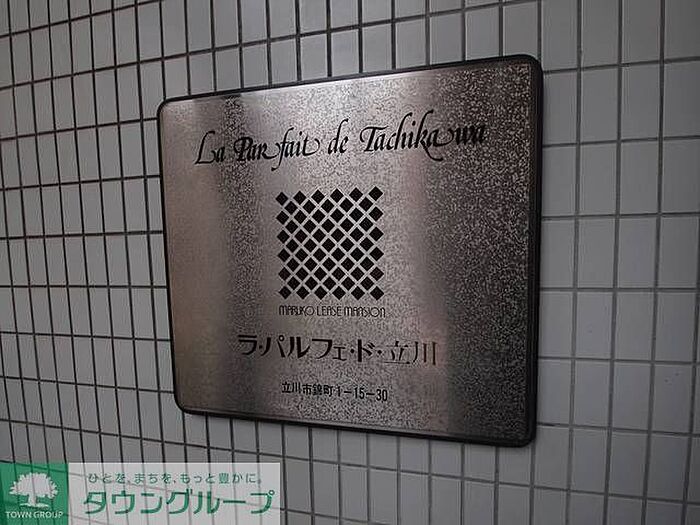 La Parfait de Tachikawa
MARUKO LEASE MANSION
ラ・パルフェ・ド・立川
立川市錦町1-15-30
ひとを、まちを、もっと豊かに。
タウングループ
TOWN GROUP